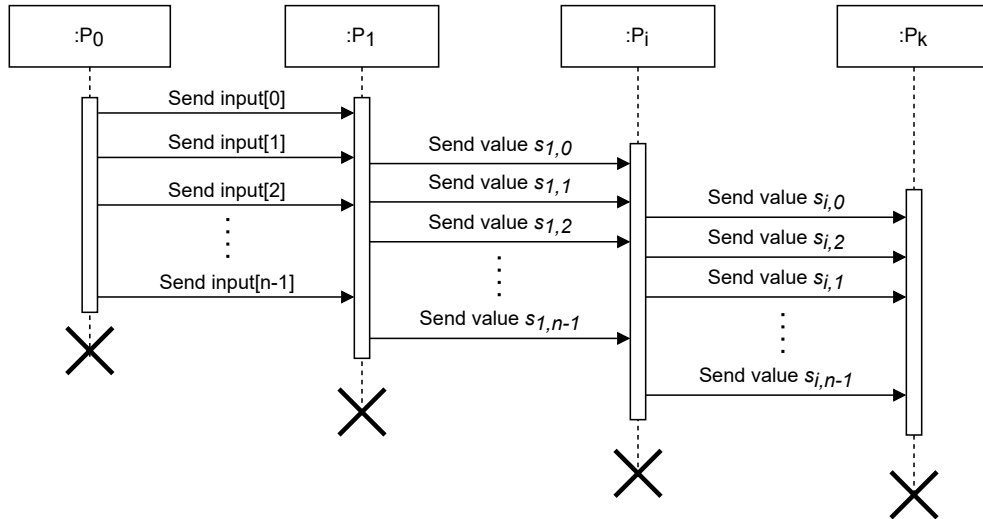 :P0
:P1
:Pi
:Pk
Send input[0]
Send input[1]
Send input[2]
Send input[n-1]
Send value s1,0
Send value s1,1
Send value s1,2
Send value s1,n-1
Send value si,0
Send value si,2
Send value si,1
Send value si,n-1